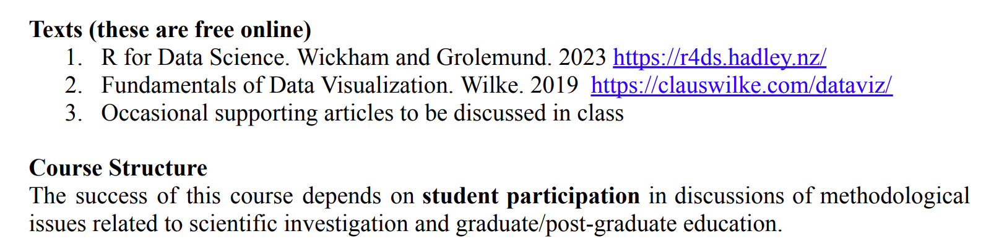 Texts (these are free online)
1. R for Data Science. Wickham and Grolemund. 2023 https://r4ds.hadley.nz/
2. Fundamentals of Data Visualization. Wilke. 2019 https://clauswilke.com/dataviz/
3. Occasional supporting articles to be discussed in class
Course Structure
The success of this course depends on student participation in discussions of methodological
issues related to scientific investigation and graduate/post-graduate education.